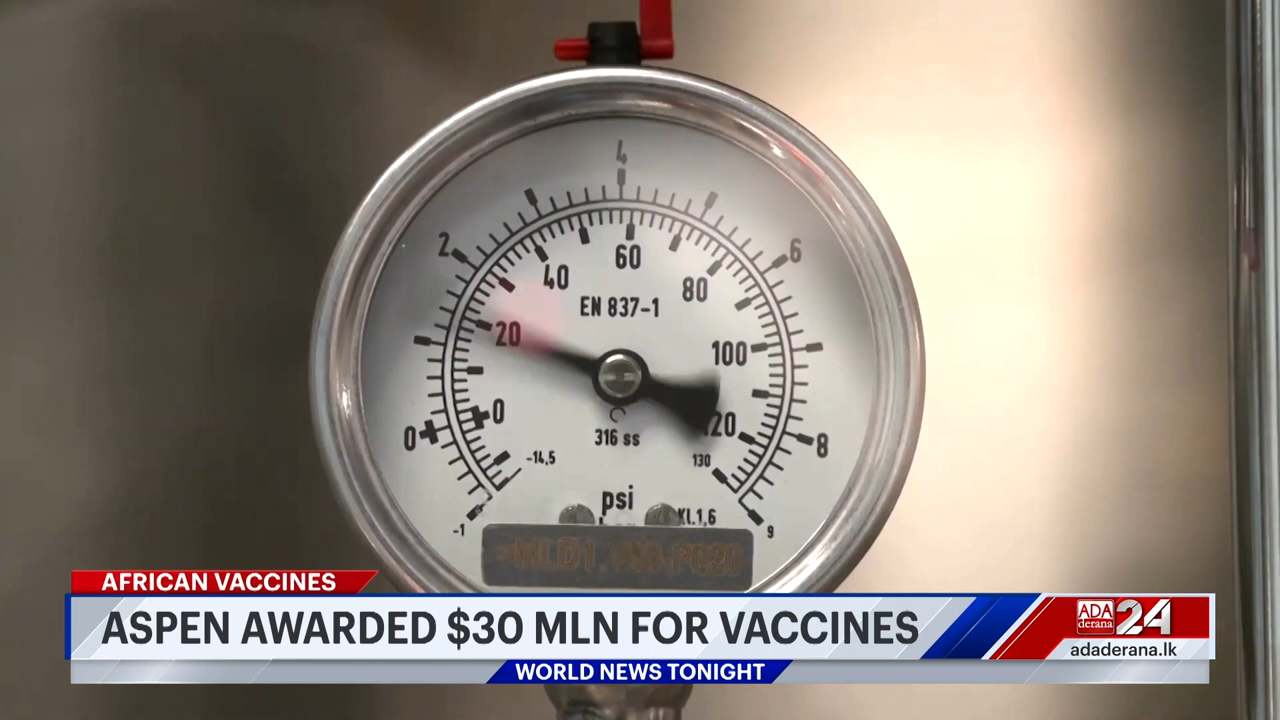 4
2
6
60
40
80
EN 837-1
20
100
0
0
120
8
316 ss
-14,5
130
psi
Kl.1,6
-1
9
AFRICAN VACCINES
ASPEN AWARDED $30 MLN FOR VACCINES
ADA
derana
24
adaderana.lk
WORLD NEWS TONIGHT